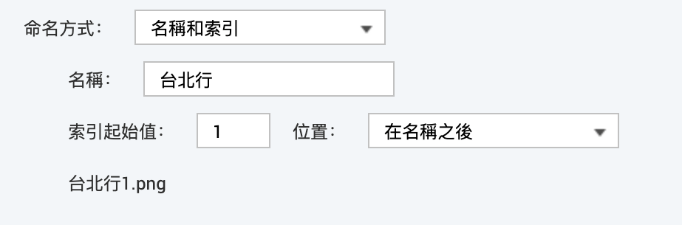 命名方式： 名稱和索引
名稱： 台北行
索引起始值： 1 位置： 在名稱之後
台北行1.png